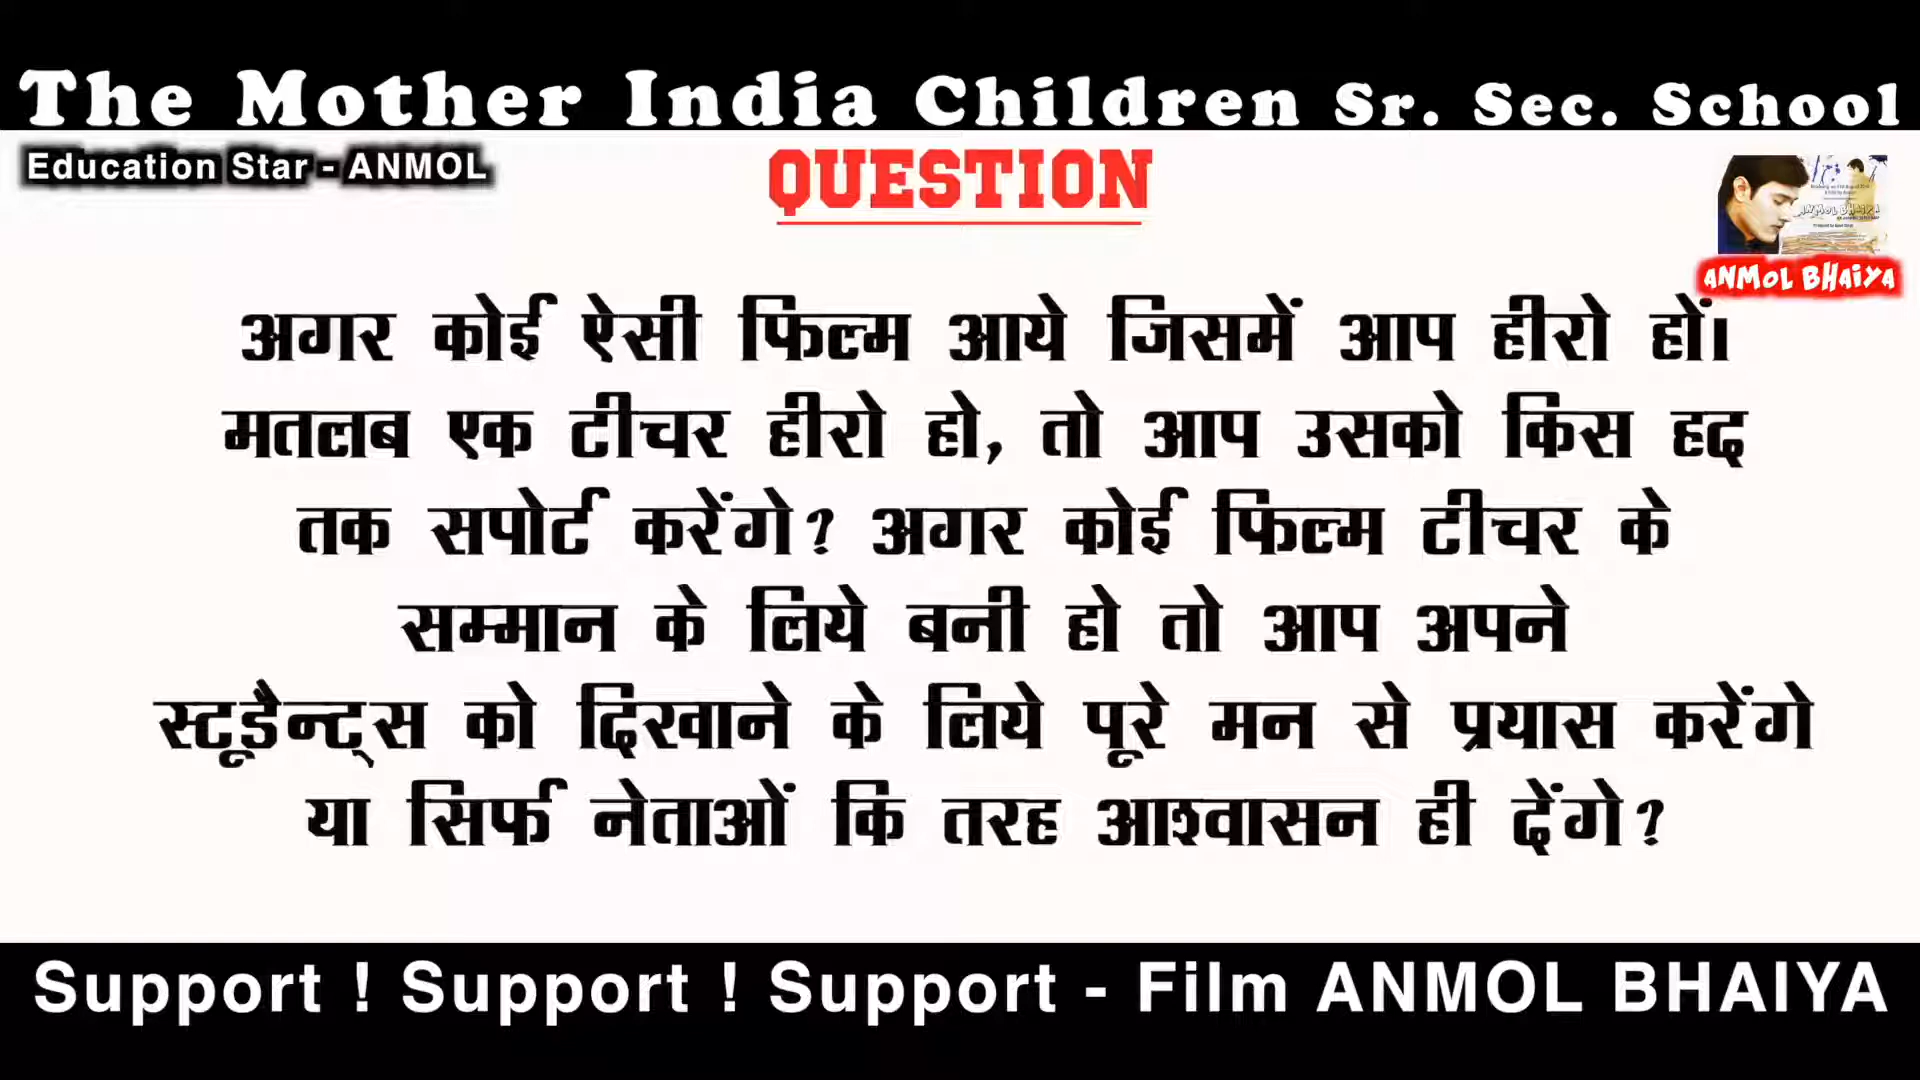 The Mother India Children Sr. Sec. School
Education Star - ANMOL
QUESTION
ANMOL BHAIYA
ANMOL BHAIYA
अगर कोई ऐसी फिल्म आये जिसमें आप हीरो हों।
मतलब एक टीचर हीरो हो, तो आप उसको किस हद
तक सपोर्ट करेंगे? अगर कोई फिल्म टीचर के
सम्मान के लिये बनी हो तो आप अपने
स्टूडैन्ट्स को दिखाने के लिये पूरे मन से प्रयास करेंगे
या सिर्फ नेताओं कि तरह आश्वासन ही देंगे?
Support ! Support ! Support - Film ANMOL BHAIYA